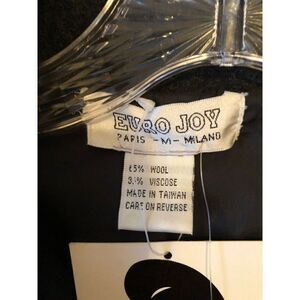 EURO JOY
PARIS -M- MILANO
65% WOOL
35% VISCOSE
MADE IN TAIWAN
CARE ON REVERSE